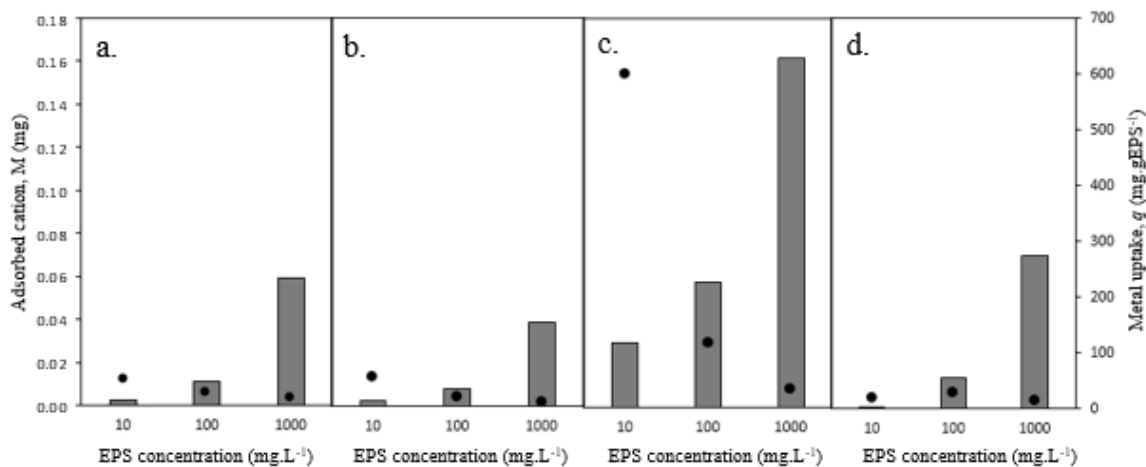 a.
b.
c.
d.
0.18
0.16
0.14
0.12
0.10
0.08
0.06
0.04
0.02
0.00
Adsorbed cation, M (mg)
700
600
500
400
300
200
100
0
Metal uptake, q (mg.gEPS⁻¹)
10 100 1000 10 100 1000 10 100 1000 10 100 1000
EPS concentration (mg.L⁻¹) EPS concentration (mg.L⁻¹) EPS concentration (mg.L⁻¹) EPS concentration (mg.L⁻¹)